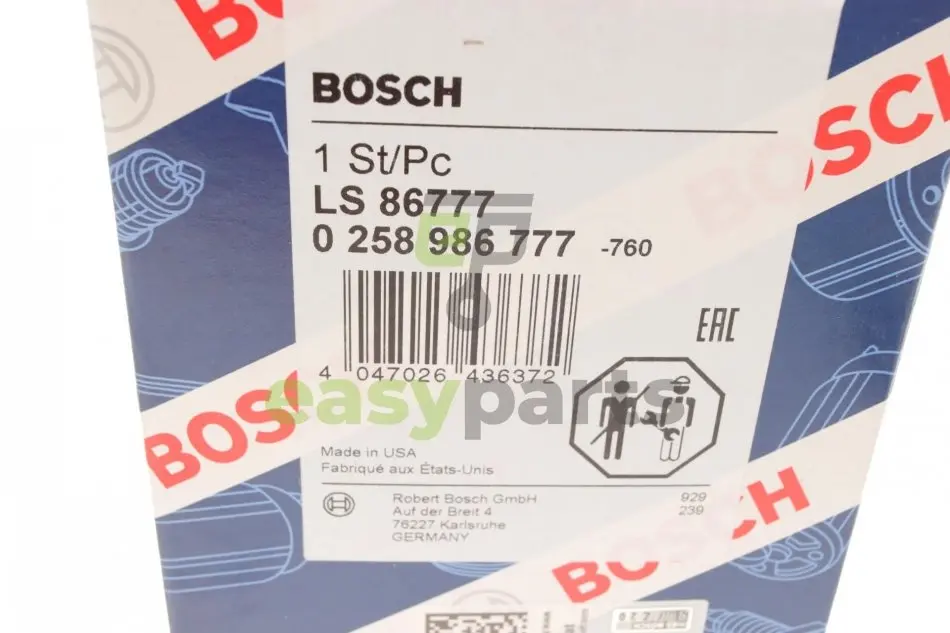 BOSCH
1 St/Pc
LS 86777
0 258 986 777 -760
4 047026 436372
EAC
easyparts
Made in USA
Fabriqué aux États-Unis
Robert Bosch GmbH
Auf der Breit 4
76227 Karlsruhe
GERMANY
929
239
BOSCH
BOSCH
BOSCH